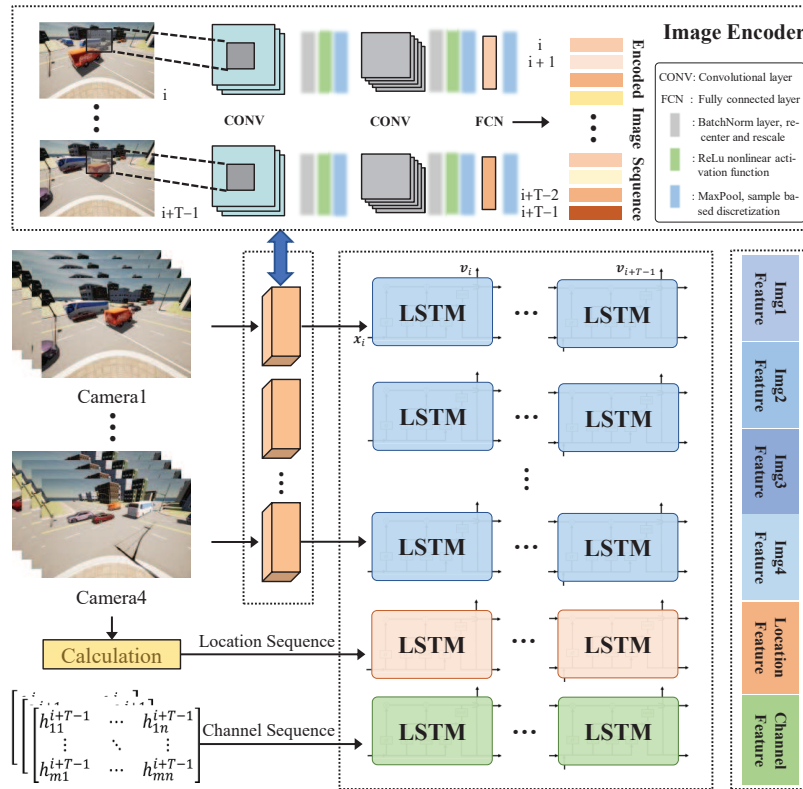 Image Encoder
i
i + 1
i
CONV
CONV
FCN
i+T−2
i+T−1
i+T−1
Encoded Image Sequence
CONV: Convolutional layer
FCN : Fully connected layer
: BatchNorm layer, re-
center and rescale
: ReLu nonlinear acti-
vation function
: MaxPool, sample ba-
sed discretization
Camera1
Camera4
Calculation
Location Sequence
Channel Sequence
x_i
v_i
v_{i+T−1}
LSTM ... LSTM
LSTM ... LSTM
LSTM ... LSTM
LSTM ... LSTM
LSTM ... LSTM
h_{11}^{i+T−1} ⋯ h_{1n}^{i+T−1}
⋮ ⋱ ⋮
h_{m1}^{i+T−1} ⋯ h_{mn}^{i+T−1}
Img1 Feature
Img2 Feature
Img3 Feature
Img4 Feature
Location Feature
Channel Feature